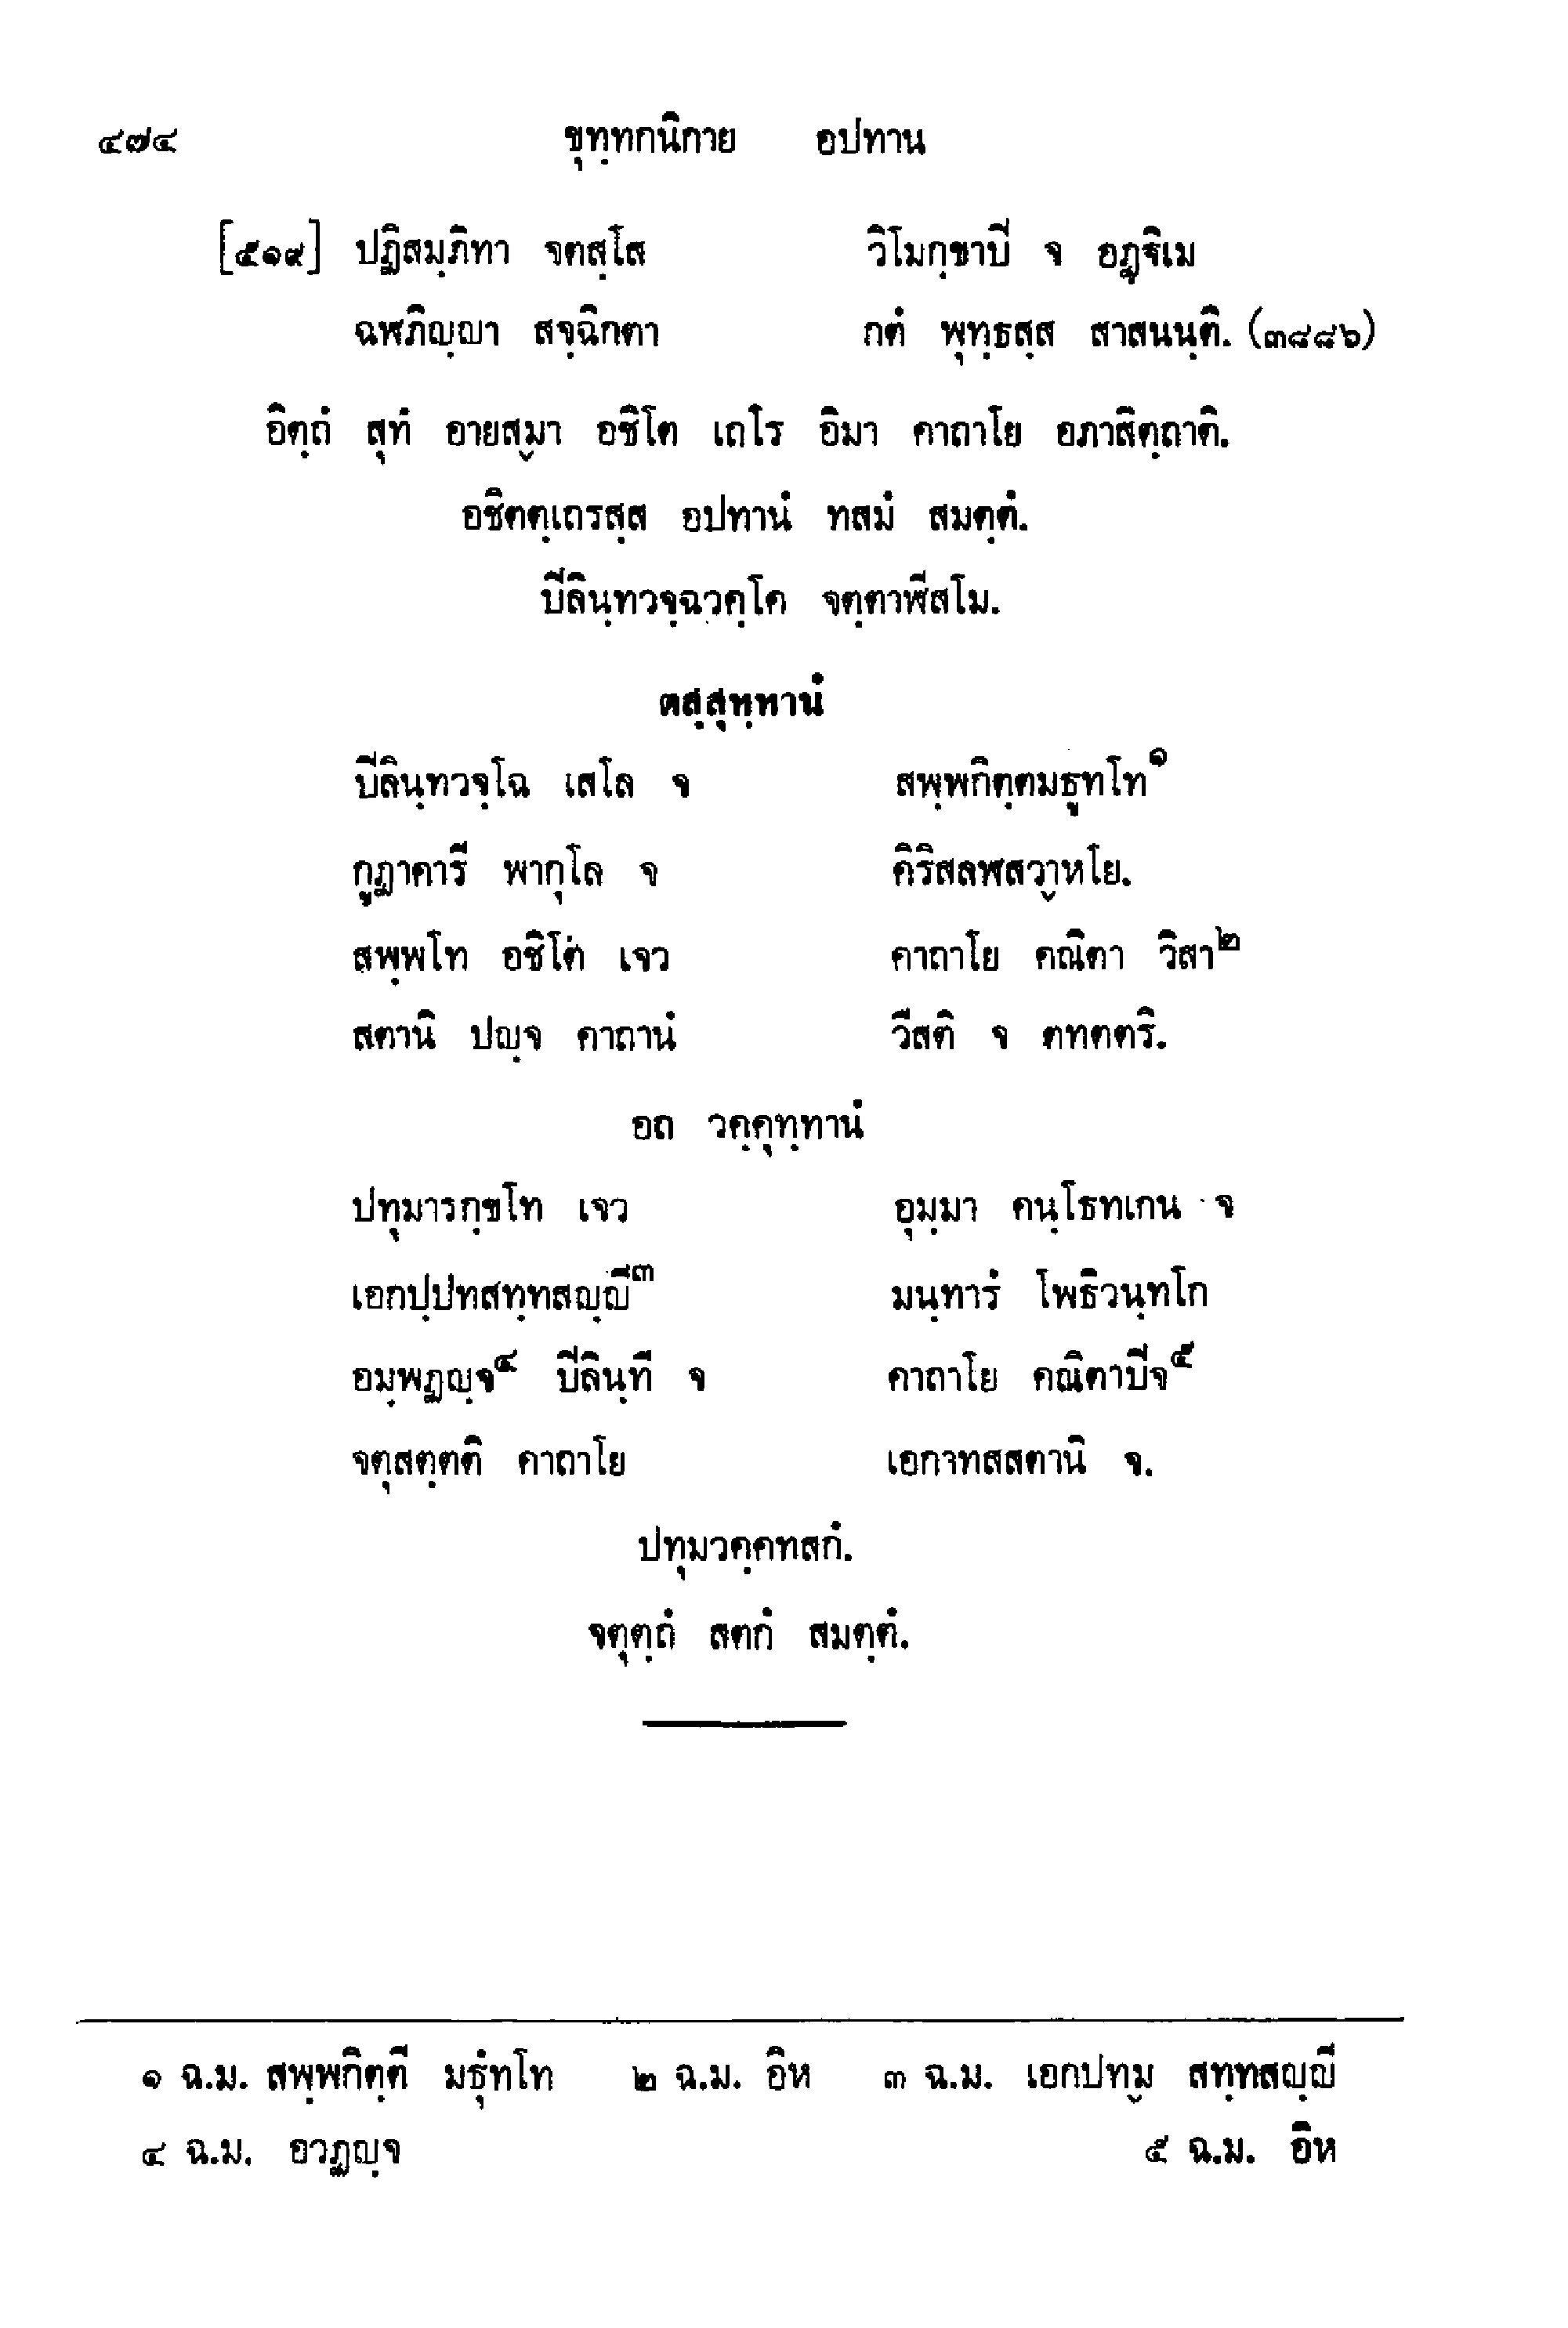 ๔๗๔ ขุทฺทกนิกาย อปทาน
[๕๑๙] ปฏิสมฺภิทา จตสฺโส วิโมกฺขาปิ จ อฏฺฐิเม
ฉฬภิญฺญา สจฺฉิกตา กตํ พุทฺธสฺส สาสนนฺติ. (๓๘๘๖)
อิตฺถํ สุทํ อายสฺมา อชิโต เถโร อิมา คาถาโย อภาสิตฺถาติ.
อชิตตฺเถรสฺส อปทานํ ทสมํ สมตฺตํ.
ปิลินฺทวจฺฉวคฺโค จตฺตาฬีสโม.
ตสฺสุทฺทานํ
ปิลินฺทวจฺโฉ เสโล จ สพฺพกิตฺตมธูทโท๑
กูฏาคารี พากุโล จ คิริสลฬสวฺหโย.
สพฺพโท อชิโต เจว คาถาโย คณิตา วิสา๒
สตานิ ปญฺจ คาถานํ วีสติ จ ตทตฺตริ.
อถ วคฺคุทฺทานํ
ปทุมารกฺขโท เจว อุมฺมา คนฺโธทเกน จ
เอกปฺปทสทฺทสญฺญี๓ มนฺทารํ โพธิวนฺทโก
อมฺพฏญฺจ๔ ปิลินฺที จ คาถาโย คณิตาปิจ๕
จตุสตฺตติ คาถาโย เอกาทสสตานิ จ.
ปทุมวคฺคทสกํ.
จตุตฺถํ สตกํ สมตฺตํ.
๑ ฉ.ม. สพฺพกิตฺตี มธุํทโท ๒ ฉ.ม. อิห ๓ ฉ.ม. เอกปทฺม สทฺทสญฺญี
๔ ฉ.ม. อวฏญฺจ ๕ ฉ.ม. อิห